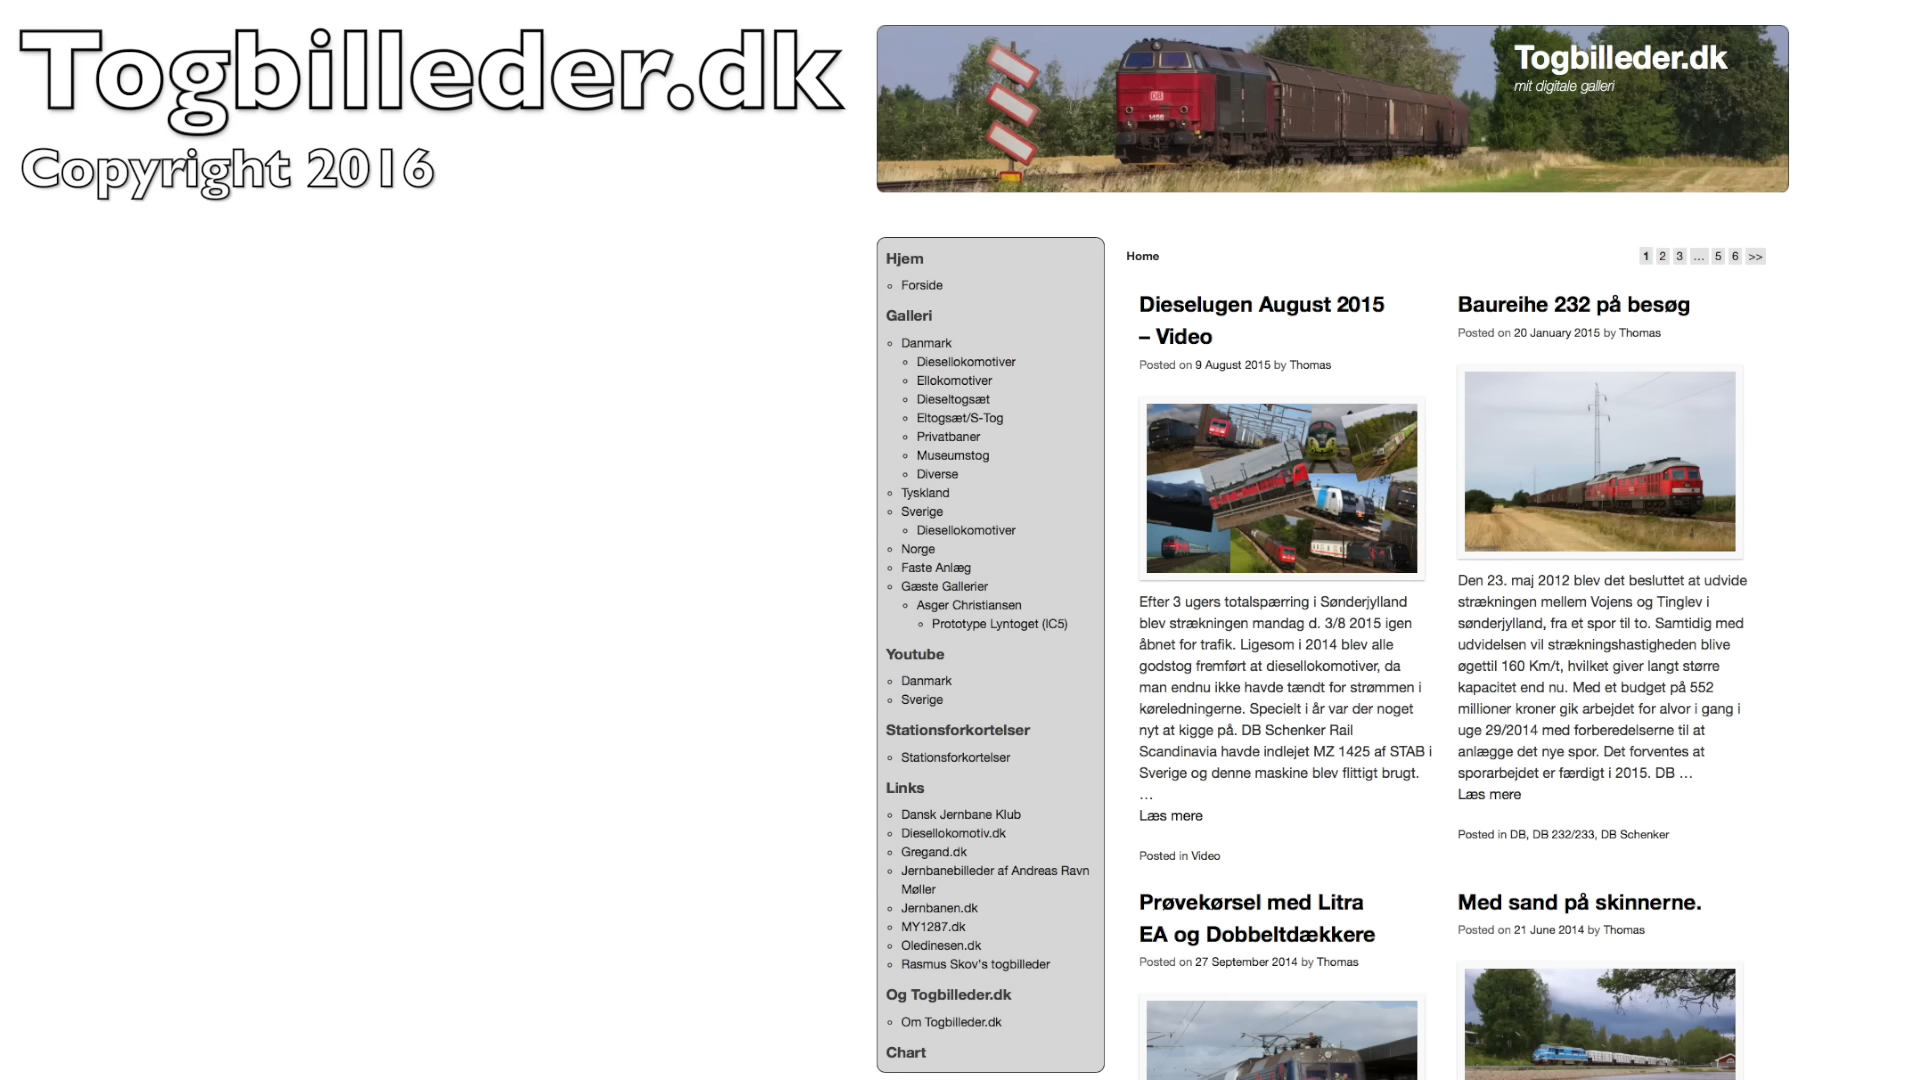 Togbilleder.dk
Copyright 2016
Togbilleder.dk
mit digitale galleri
DB
1456
Hjem
Forside
Galleri
Danmark
Diesellokomotiver
Ellokomotiver
Dieseltogsæt
Eltogsæt/S-Tog
Privatbaner
Museumstog
Diverse
Tyskland
Sverige
Diesellokomotiver
Norge
Faste Anlæg
Gæste Gallerier
Asger Christiansen
Prototype Lyntoget (IC5)
Youtube
Danmark
Sverige
Stationsforkortelser
Stationsforkortelser
Links
Dansk Jernbane Klub
Diesellokomotiv.dk
Gregand.dk
Jernbanebilleder af Andreas Ravn
Møller
Jernbanen.dk
MY1287.dk
Oledinesen.dk
Rasmus Skov's togbilleder
Og Togbilleder.dk
Om Togbilleder.dk
Chart
Home
1 2 3 ... 5 6 >>
Dieselugen August 2015
– Video
Posted on 9 August 2015 by Thomas
Efter 3 ugers totalspærring i Sønderjylland
blev strækningen mandag d. 3/8 2015 igen
åbnet for trafik. Ligesom i 2014 blev alle
godstog fremført at diesellokomotiver, da
man endnu ikke havde tændt for strømmen i
køreledningerne. Specielt i år var der noget
nyt at kigge på. DB Schenker Rail
Scandinavia havde indlejet MZ 1425 af STAB i
Sverige og denne maskine blev flittigt brugt.
…
Læs mere
Posted in Video
Baureihe 232 på besøg
Posted on 20 January 2015 by Thomas
Den 23. maj 2012 blev det besluttet at udvide
strækningen mellem Vojens og Tinglev i
sønderjylland, fra et spor til to. Samtidig med
udvidelsen vil strækningshastigheden blive
øgettil 160 Km/t, hvilket giver langt større
kapacitet end nu. Med et budget på 552
millioner kroner gik arbejdet for alvor i gang i
uge 29/2014 med forberedelserne til at
anlægge det nye spor. Det forventes at
sporarbejdet er færdigt i 2015. DB …
Læs mere
Posted in DB, DB 232/233, DB Schenker
Prøvekørsel med Litra
EA og Dobbeltdækkere
Posted on 27 September 2014 by Thomas
Med sand på skinnerne.
Posted on 21 June 2014 by Thomas